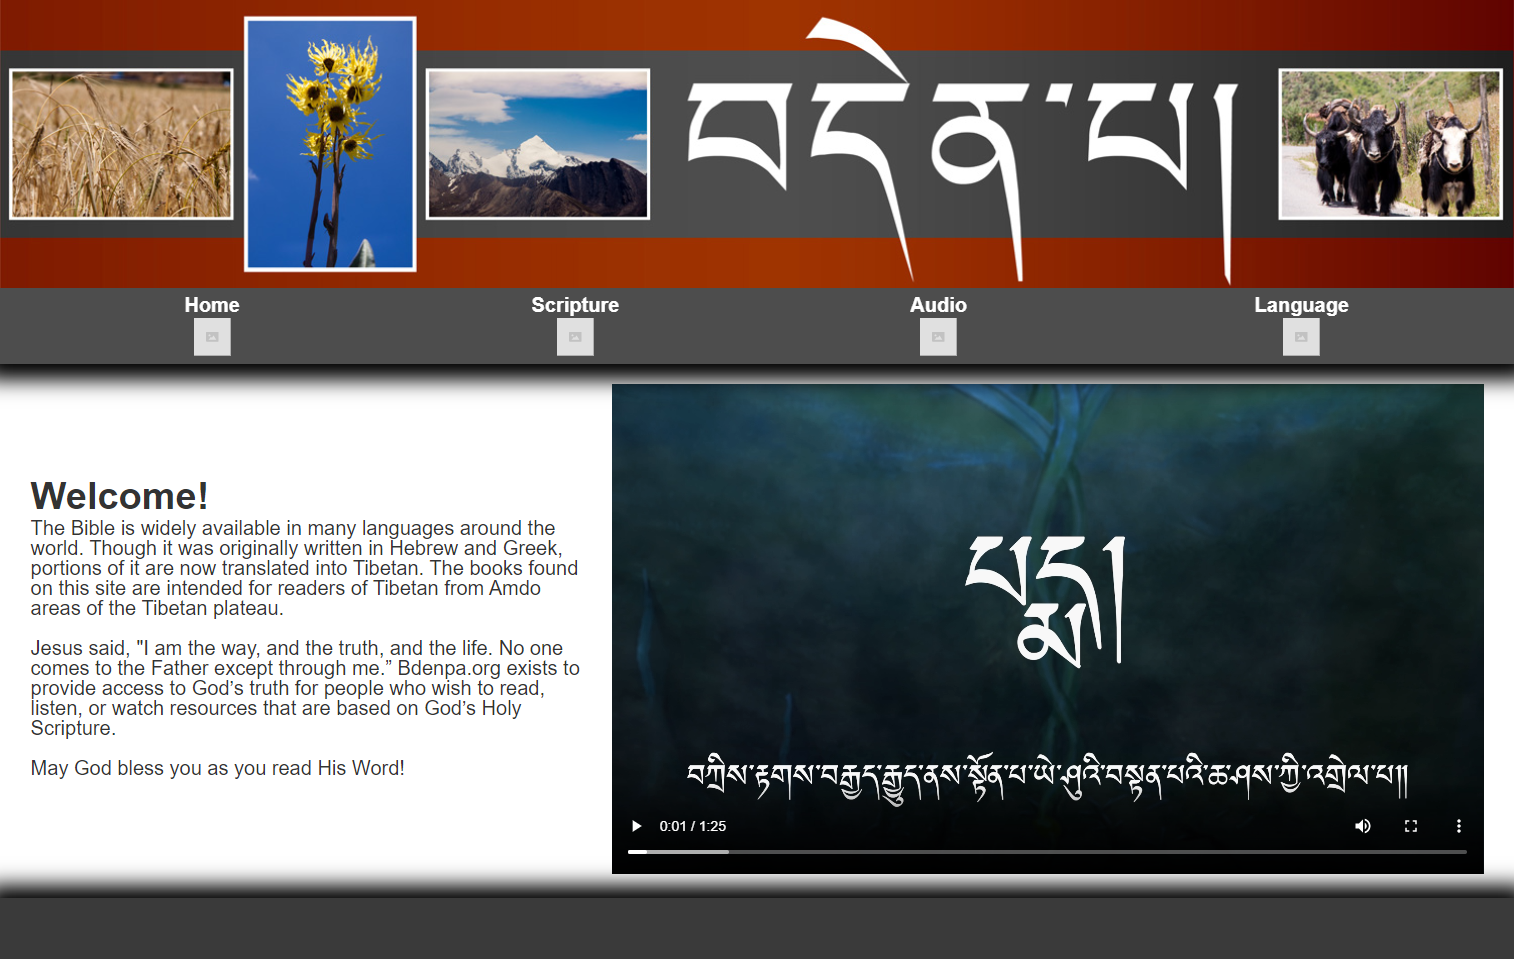 བདེན་པ།
Home
Scripture
Audio
Language
Welcome!
The Bible is widely available in many languages around the
world. Though it was originally written in Hebrew and Greek,
portions of it are now translated into Tibetan. The books found
on this site are intended for readers of Tibetan from Amdo
areas of the Tibetan plateau.
Jesus said, "I am the way, and the truth, and the life. No one
comes to the Father except through me.” Bdenpa.org exists to
provide access to God’s truth for people who wish to read,
listen, or watch resources that are based on God’s Holy
Scripture.
May God bless you as you read His Word!
པདྨ།
བཀྲིས་རྟགས་བརྒྱད་རྒྱུད་ནས་སྟོན་པ་ཡེ་ཤུའི་བསྟན་པའི་ཆ་ཤས་ཀྱི་འགྲེལ་པ།།
0:01 / 1:25